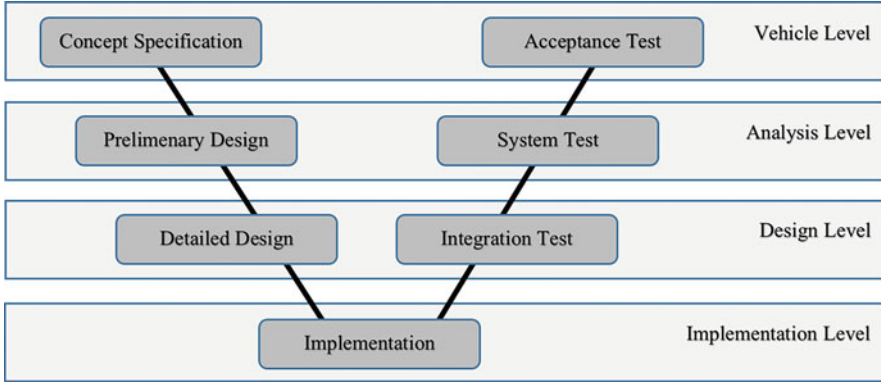 Concept Specification
Acceptance Test
Vehicle Level
Prelimenary Design
System Test
Analysis Level
Detailed Design
Integration Test
Design Level
Implementation
Implementation Level